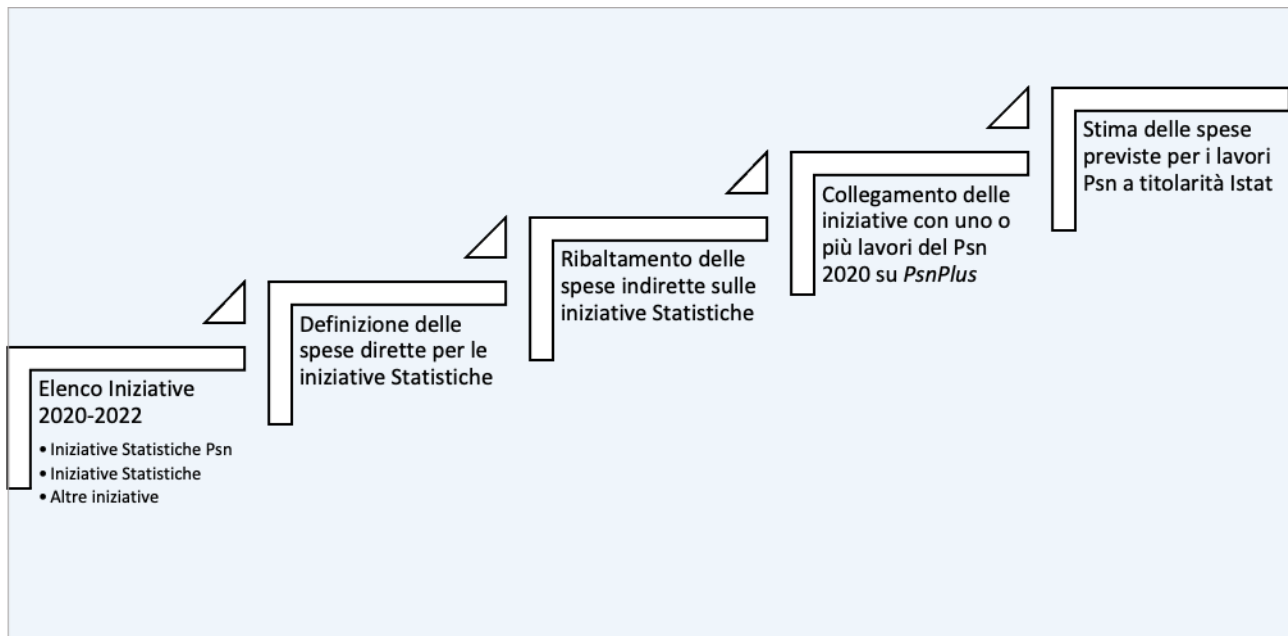 Elenco Iniziative
2020-2022
• Iniziative Statistiche Psn
• Iniziative Statistiche
• Altre iniziative
Definizione delle
spese dirette per le
iniziative Statistiche
Ribaltamento delle
spese indirette sulle
iniziative Statistiche
Collegamento delle
iniziative con uno o
più lavori del Psn
2020 su PsnPlus
Stima delle spese
previste per i lavori
Psn a titolarità Istat